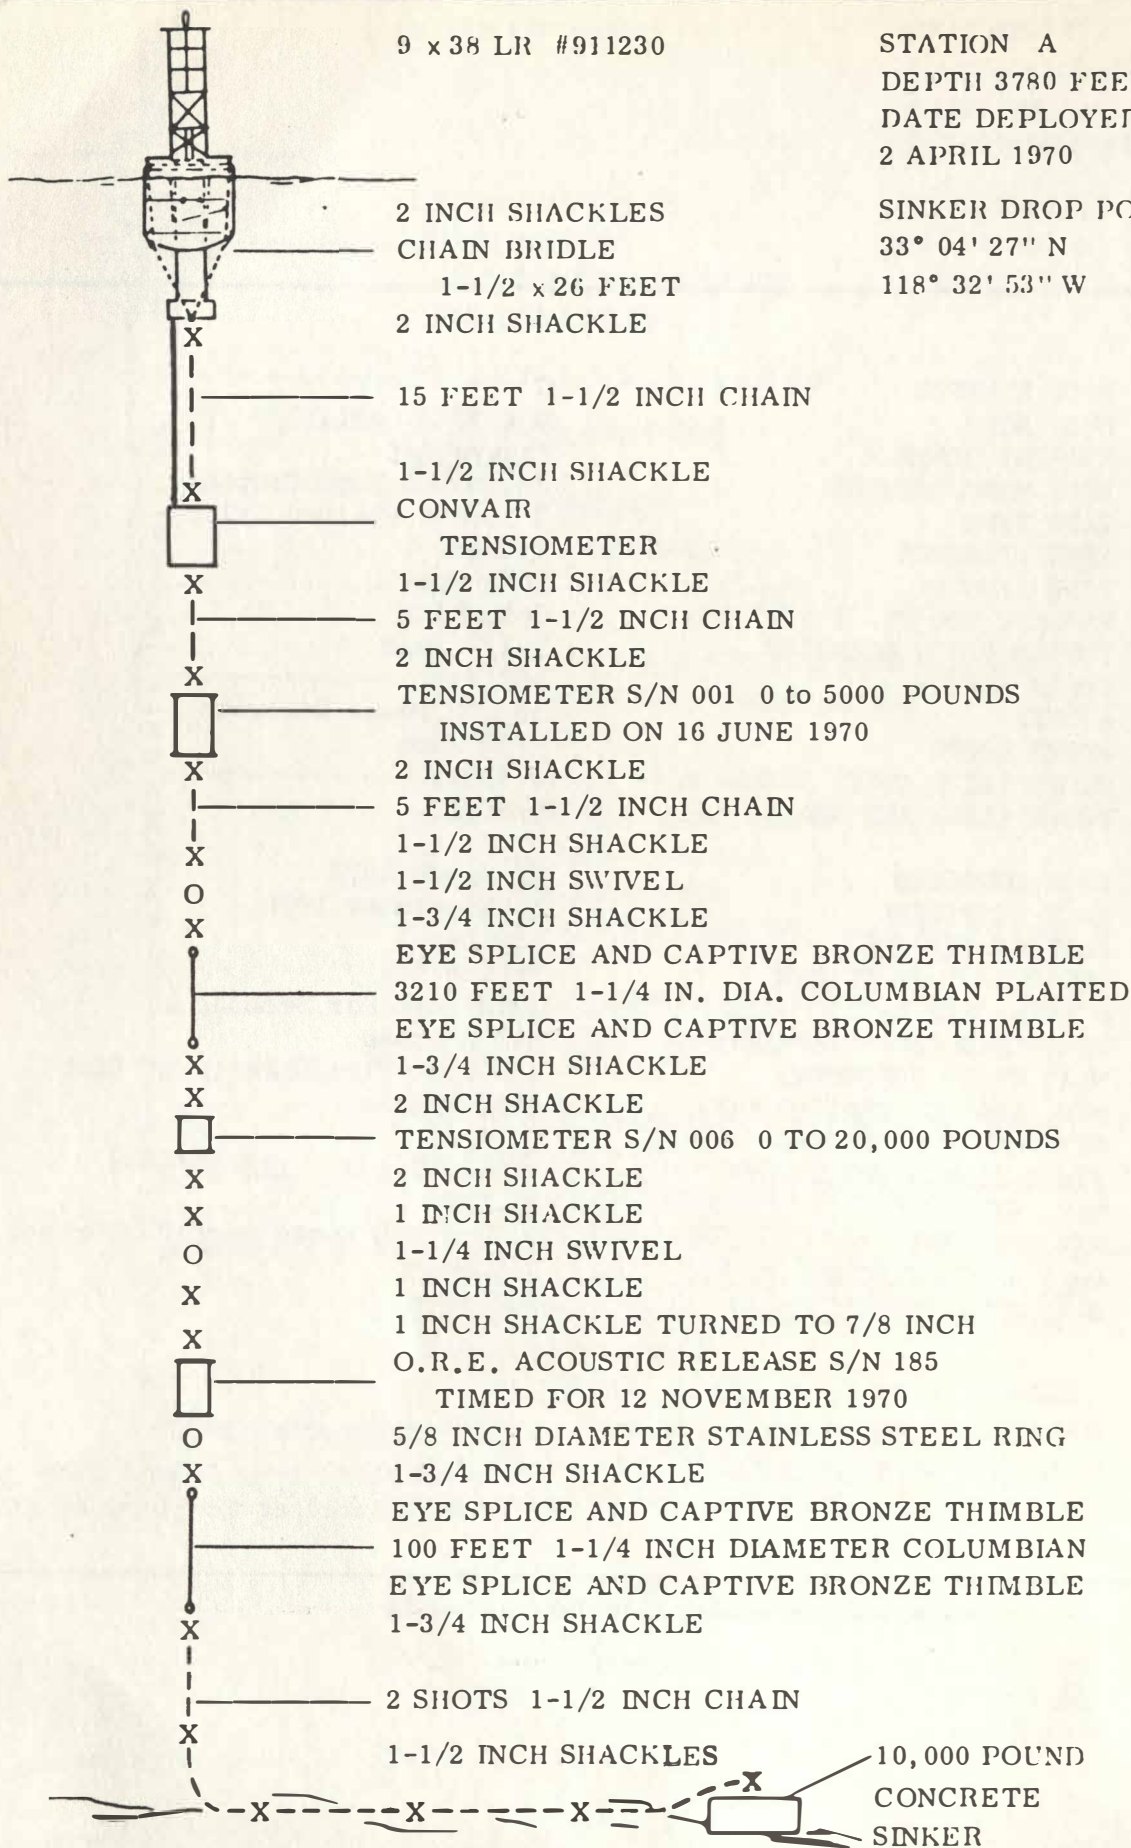 9 x 38 LR #911230
STATION A
DEPTH 3780 FEE
DATE DEPLOYED
2 APRIL 1970
SINKER DROP PO
33° 04' 27" N
118° 32' 53" W
2 INCH SHACKLES
CHAIN BRIDLE
1-1/2 x 26 FEET
2 INCH SHACKLE
X
15 FEET 1-1/2 INCH CHAIN
1-1/2 INCH SHACKLE
X
CONVAIR
TENSIOMETER
1-1/2 INCH SHACKLE
X
5 FEET 1-1/2 INCH CHAIN
2 INCH SHACKLE
X
TENSIOMETER S/N 001 0 to 5000 POUNDS
INSTALLED ON 16 JUNE 1970
X 2 INCH SHACKLE
5 FEET 1-1/2 INCH CHAIN
X 1-1/2 INCH SHACKLE
O 1-1/2 INCH SWIVEL
X 1-3/4 INCH SHACKLE
EYE SPLICE AND CAPTIVE BRONZE THIMBLE
3210 FEET 1-1/4 IN. DIA. COLUMBIAN PLAITED
EYE SPLICE AND CAPTIVE BRONZE THIMBLE
X 1-3/4 INCH SHACKLE
X 2 INCH SHACKLE
TENSIOMETER S/N 006 0 TO 20,000 POUNDS
X 2 INCH SHACKLE
X 1 INCH SHACKLE
O 1-1/4 INCH SWIVEL
X 1 INCH SHACKLE
X 1 INCH SHACKLE TURNED TO 7/8 INCH
O.R.E. ACOUSTIC RELEASE S/N 185
TIMED FOR 12 NOVEMBER 1970
O 5/8 INCH DIAMETER STAINLESS STEEL RING
X 1-3/4 INCH SHACKLE
EYE SPLICE AND CAPTIVE BRONZE THIMBLE
100 FEET 1-1/4 INCH DIAMETER COLUMBIAN
EYE SPLICE AND CAPTIVE BRONZE THIMBLE
X 1-3/4 INCH SHACKLE
2 SHOTS 1-1/2 INCH CHAIN
X
1-1/2 INCH SHACKLES
X
10,000 POUND
CONCRETE
SINKER
X X X